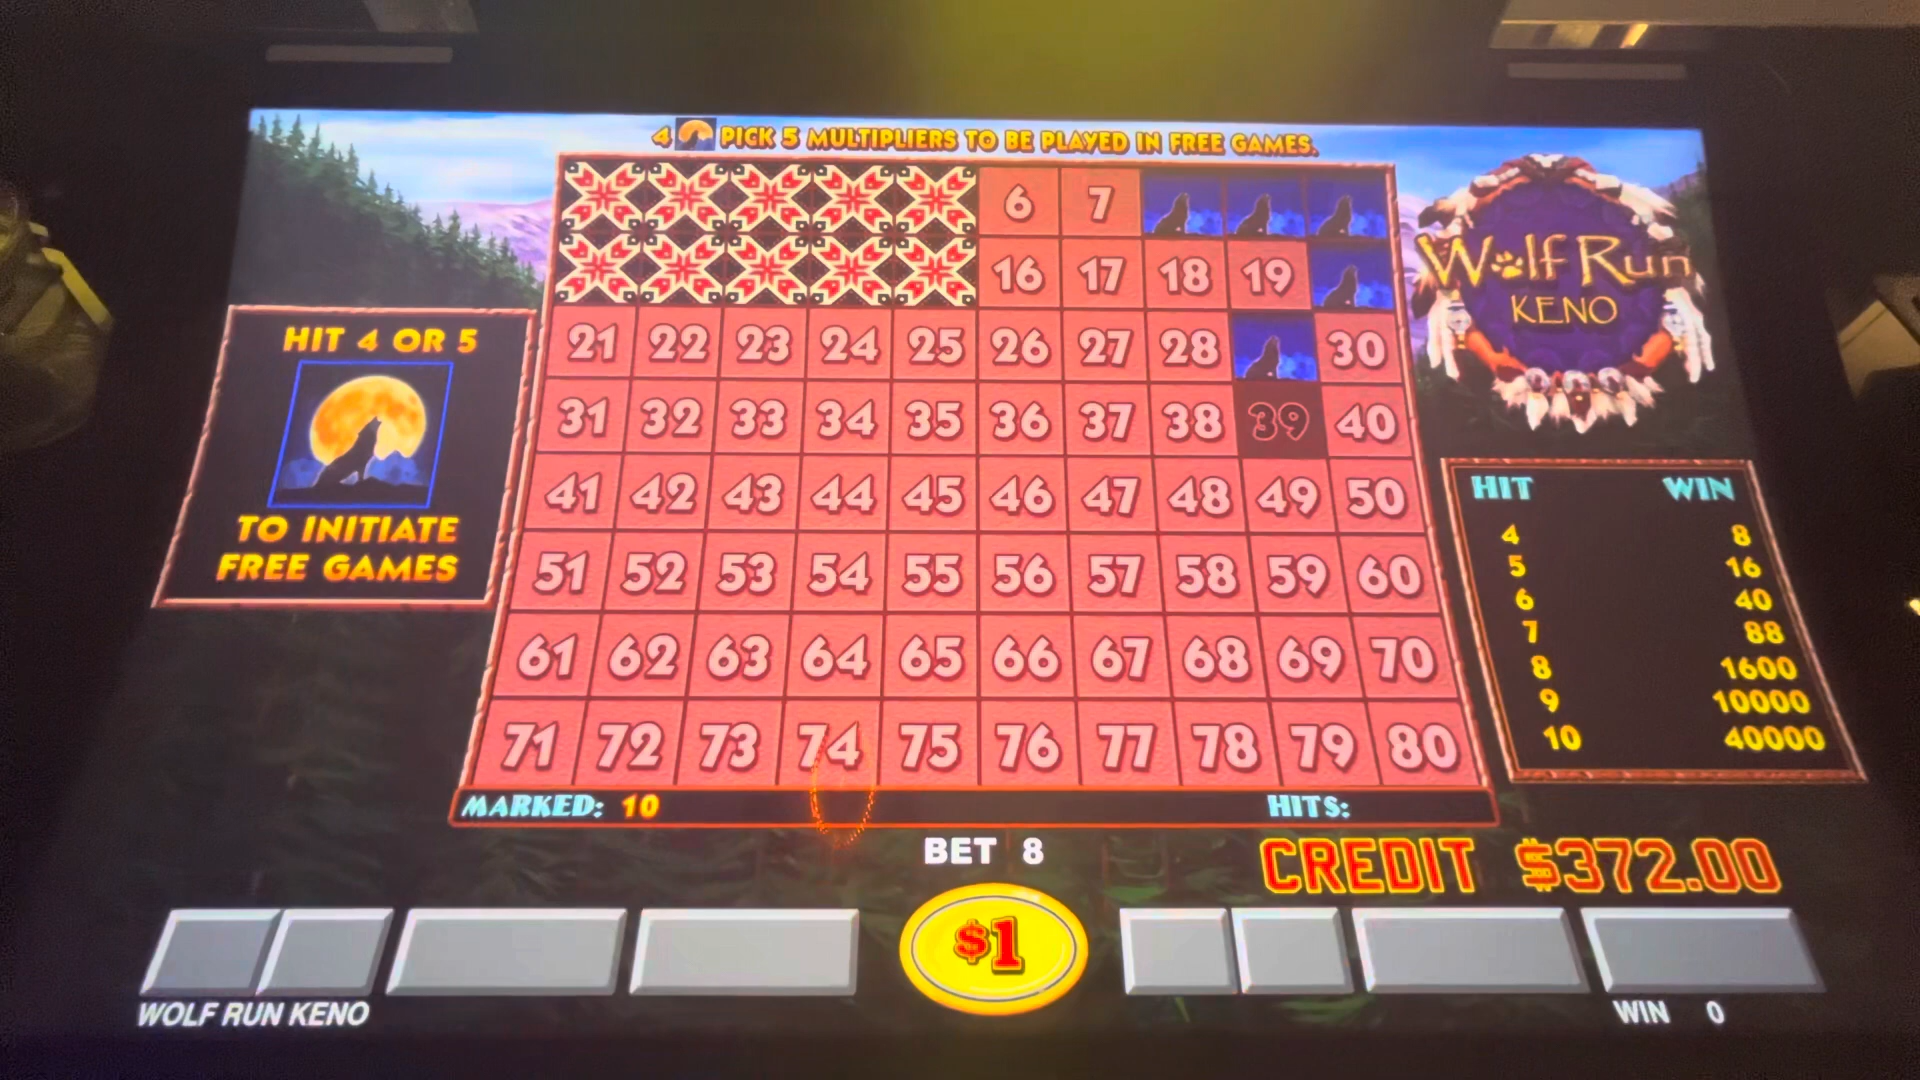 4 PICK 5 MULTIPLIERS TO BE PLAYED IN FREE GAMES.
6 7
16 17 18 19
21 22 23 24 25 26 27 28 30
31 32 33 34 35 36 37 38 39 40
41 42 43 44 45 46 47 48 49 50
51 52 53 54 55 56 57 58 59 60
61 62 63 64 65 66 67 68 69 70
71 72 73 74 75 76 77 78 79 80
MARKED: 10 HITS:
HIT 4 OR 5
TO INITIATE
FREE GAMES
Wolf Run
KENO
HIT WIN
4 8
5 16
6 40
7 88
8 1600
9 10000
10 40000
BET 8
CREDIT $372.00
$1
WOLF RUN KENO
WIN 0